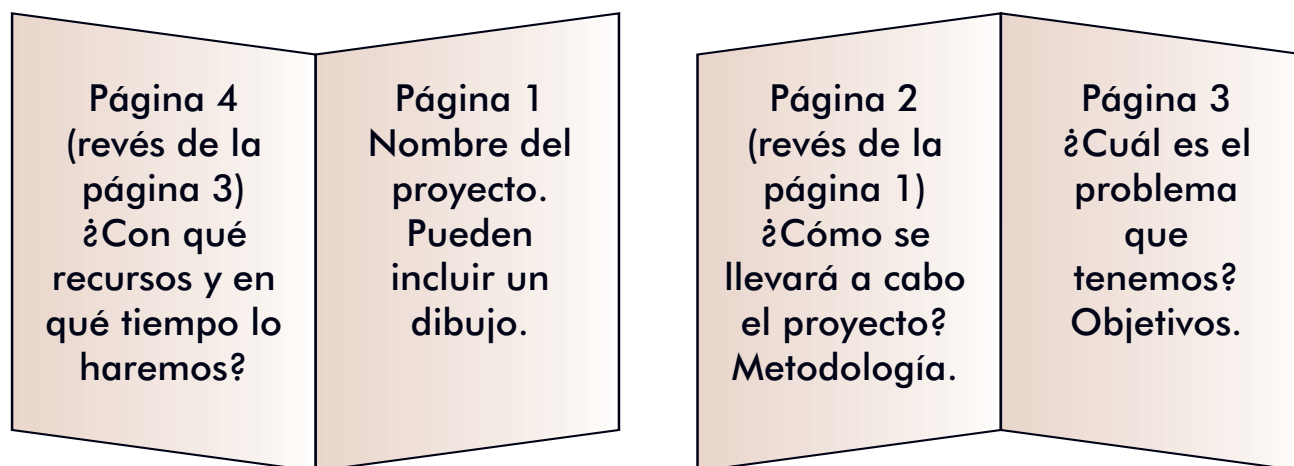 Página 4
(revés de la
página 3)
¿Con qué
recursos y en
qué tiempo lo
haremos?
Página 1
Nombre del
proyecto.
Pueden
incluir un
dibujo.
Página 2
(revés de la
página 1)
¿Cómo se
llevará a cabo
el proyecto?
Metodología.
Página 3
¿Cuál es el
problema
que
tenemos?
Objetivos.